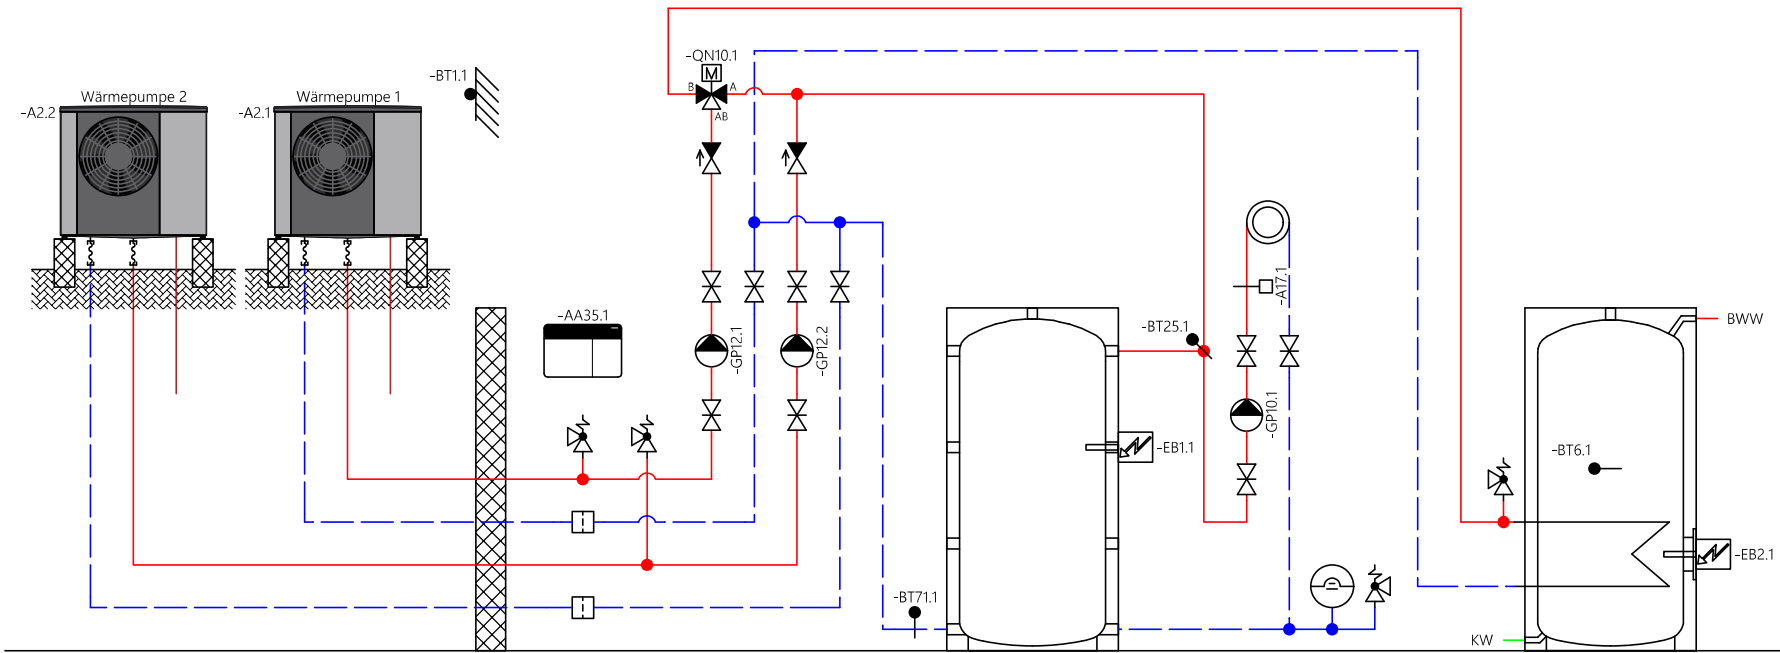 -QN10.1
M
B
A
AB
-BT1.1
Wärmepumpe 2
-A2.2
Wärmepumpe 1
-A2.1
-AA35.1
-GP12.1
-GP12.2
-A17.1
-BT25.1
-GP10.1
-EB1.1
-BT71.1
BWW
-BT6.1
-EB2.1
KW